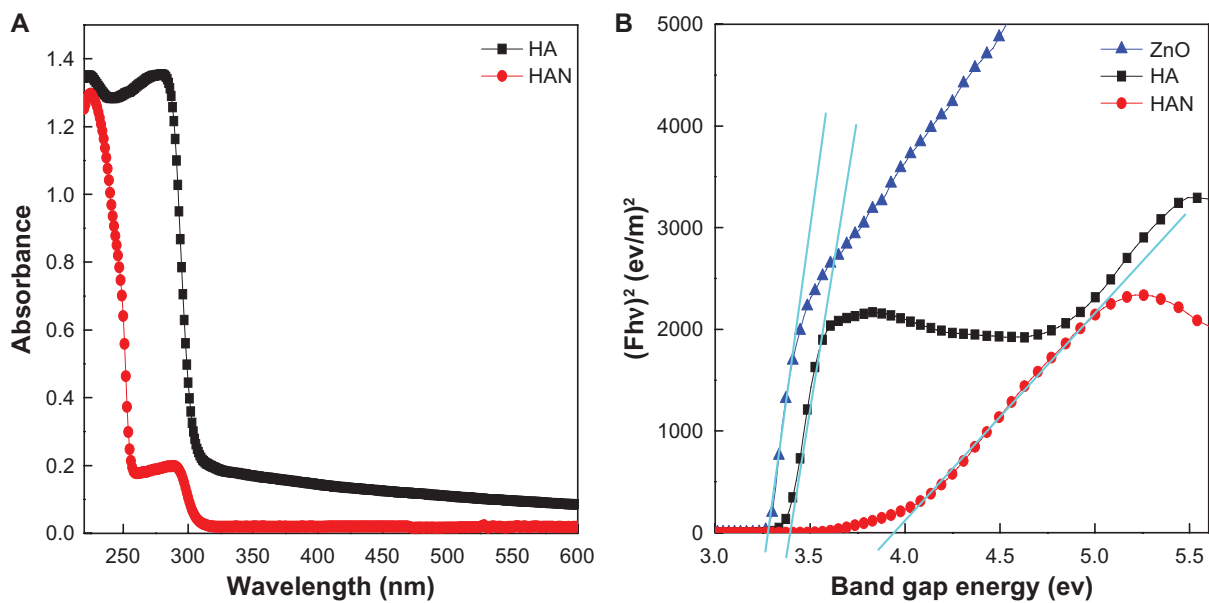 A
HA
HAN
Absorbance
1.4
1.2
1.0
0.8
0.6
0.4
0.2
0.0
250 300 350 400 450 500 550 600
Wavelength (nm)
B
ZnO
HA
HAN
(Fhν)² (ev/m)²
5000
4000
3000
2000
1000
0
3.0 3.5 4.0 4.5 5.0 5.5
Band gap energy (ev)